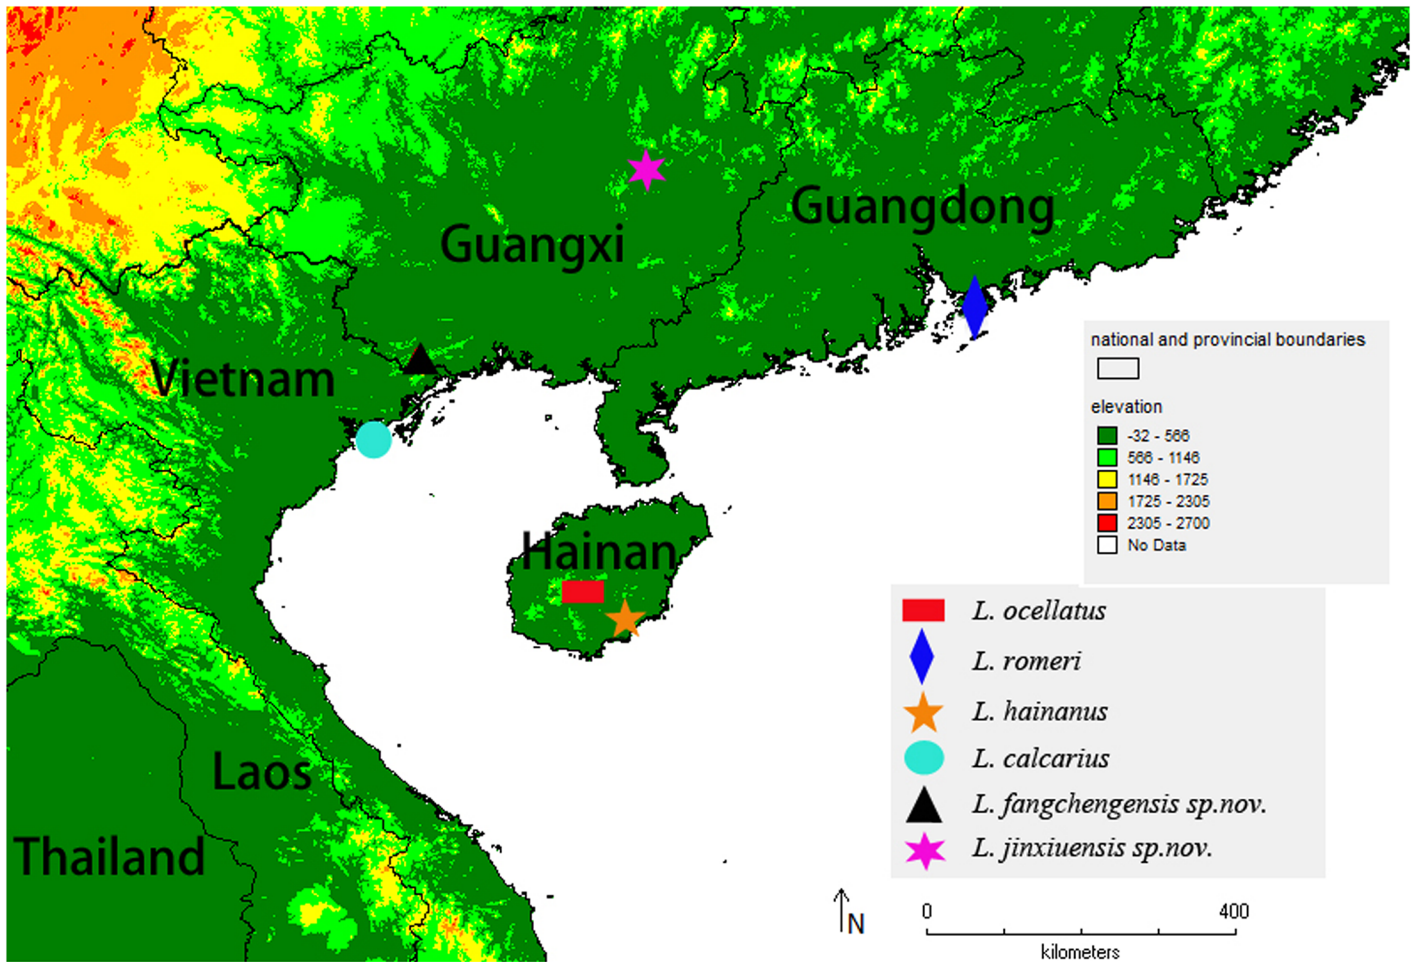 Guangdong
Guangxi
Vietnam
Hainan
Laos
Thailand
national and provincial boundaries
elevation
-32 - 566
566 - 1146
1146 - 1725
1725 - 2305
2305 - 2700
No Data
L. ocellatus
L. romeri
L. hainanus
L. calcarius
L. fangchengensis sp.nov.
L. jinxiuensis sp.nov.
N
0 400
kilometers